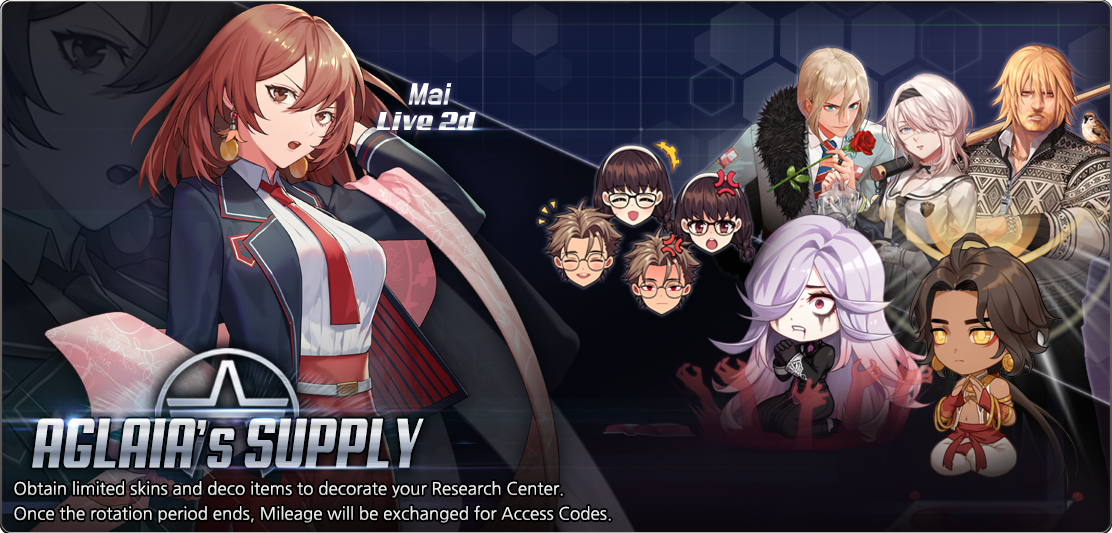 Mai
Live 2d
AGLAIA's SUPPLY
Obtain limited skins and deco items to decorate your Research Center.
Once the rotation period ends, Mileage will be exchanged for Access Codes.